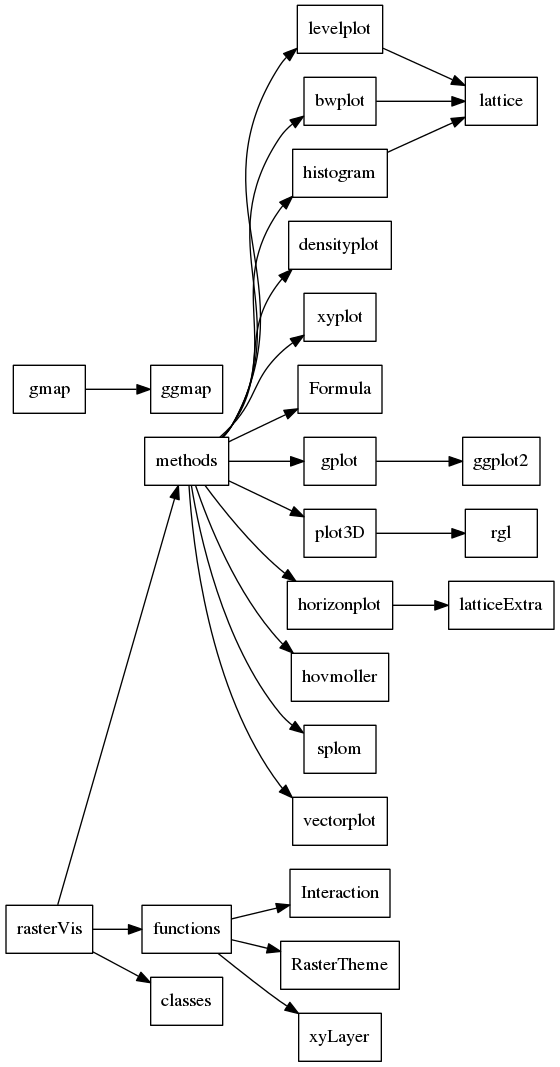 levelplot
bwplot
lattice
histogram
densityplot
xyplot
gmap
ggmap
Formula
methods
gplot
ggplot2
plot3D
rgl
horizonplot
latticeExtra
hovmoller
splom
vectorplot
Interaction
rasterVis
functions
RasterTheme
classes
xyLayer